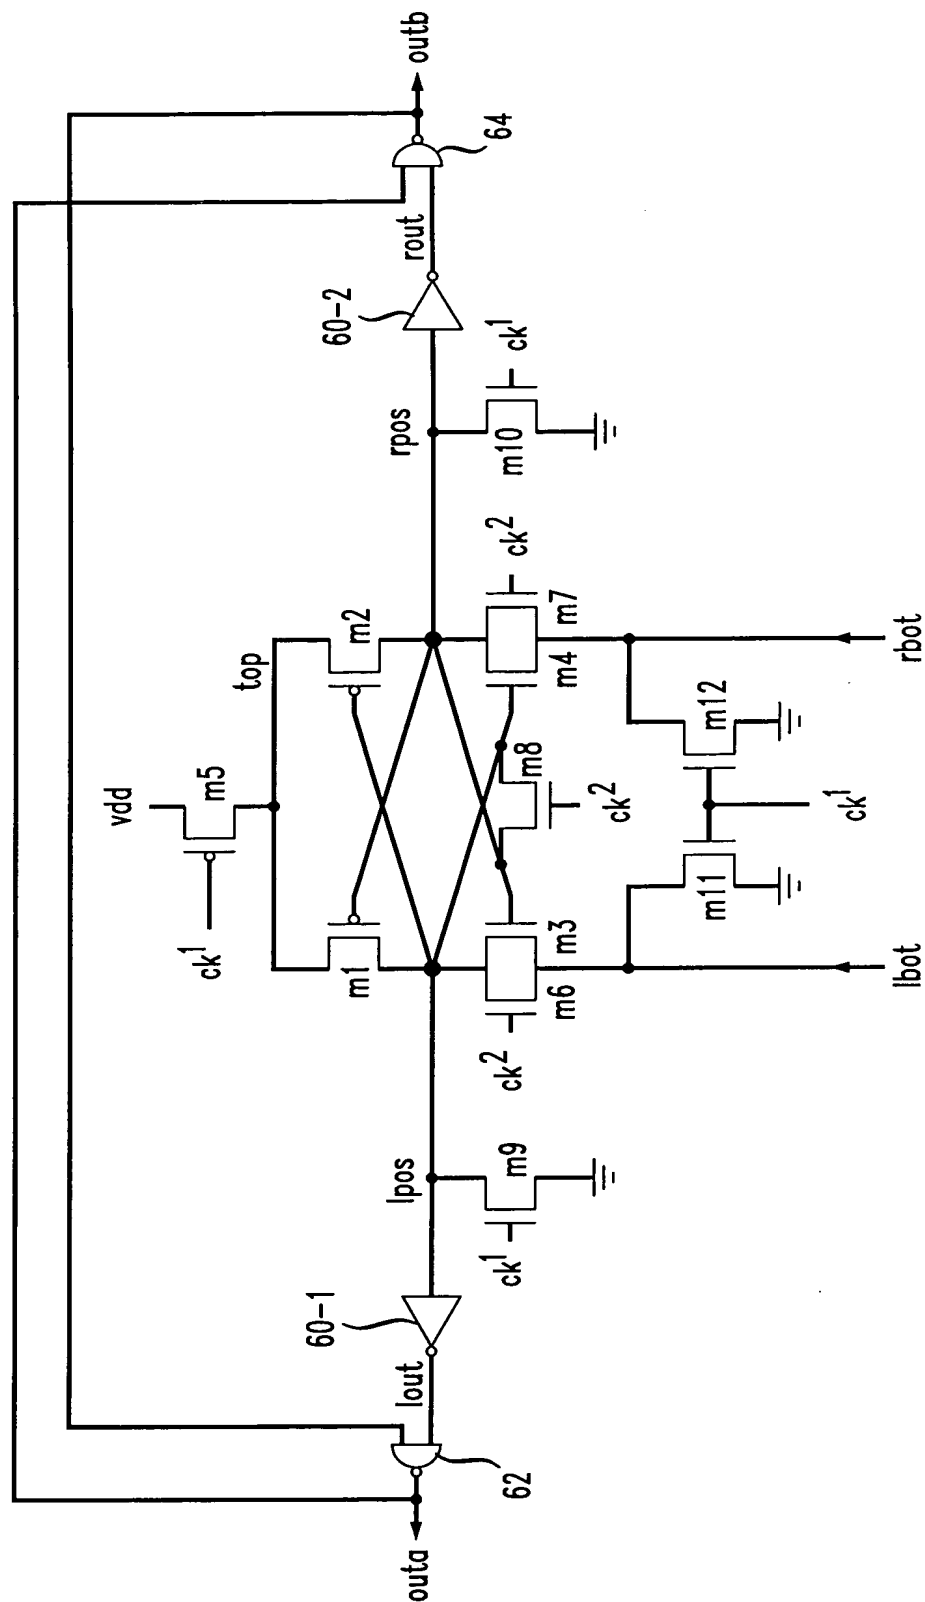 vdd
ck1
m5
top
m1
m2
outa
62
lout
60-1
lpos
ck1
m9
ck2
m6
m3
m8
ck2
m4
m7
ck2
rpos
m10
ck1
60-2
rout
64
outb
m11
m12
ck1
lbot
rbot